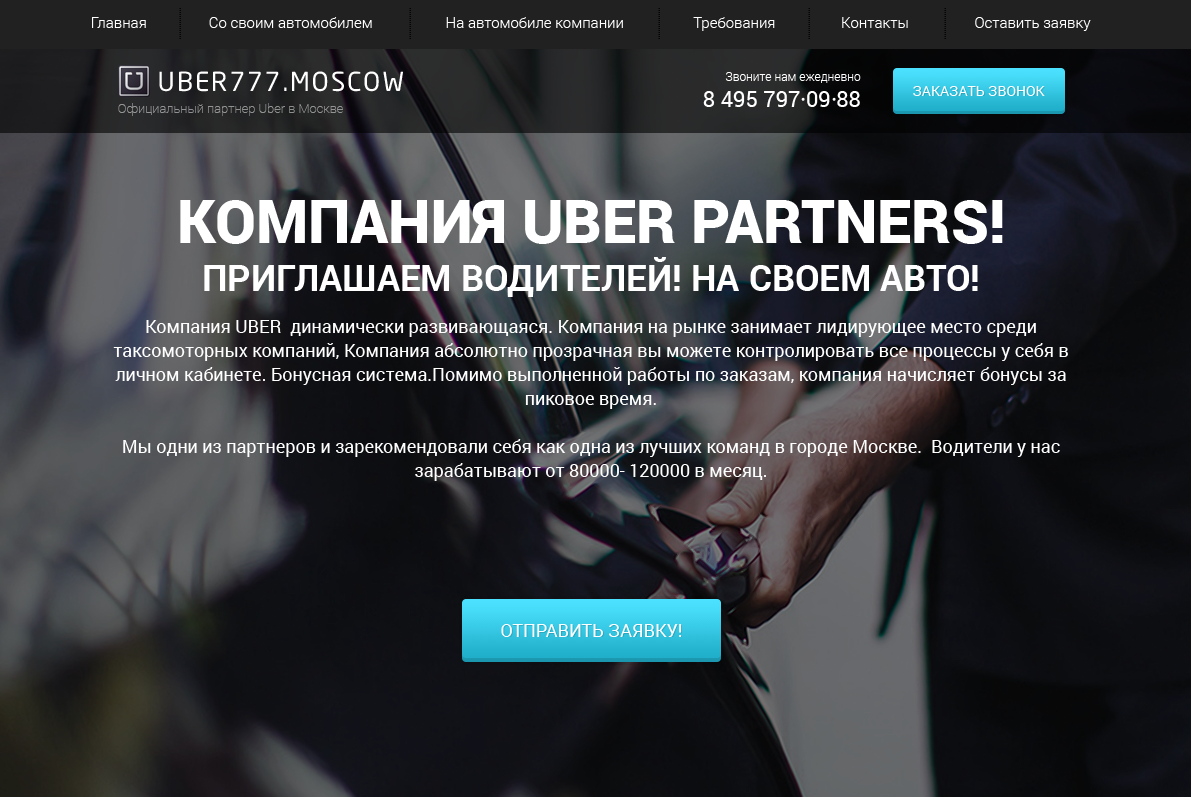 Главная
Со своим автомобилем
На автомобиле компании
Требования
Контакты
Оставить заявку
UBER777.MOSCOW
Официальный партнер Uber в Москве
Звоните нам ежедневно
8 495 797·09·88
ЗАКАЗАТЬ ЗВОНОК
КОМПАНИЯ UBER PARTNERS!
ПРИГЛАШАЕМ ВОДИТЕЛЕЙ! НА СВОЕМ АВТО!
Компания UBER  динамически развивающаяся. Компания на рынке занимает лидирующее место среди
таксомоторных компаний, Компания абсолютно прозрачная вы можете контролировать все процессы у себя в
личном кабинете. Бонусная система.Помимо выполненной работы по заказам, компания начисляет бонусы за
пиковое время.
Мы одни из партнеров и зарекомендовали себя как одна из лучших команд в городе Москве.  Водители у нас
зарабатывают от 80000- 120000 в месяц.
ОТПРАВИТЬ ЗАЯВКУ!